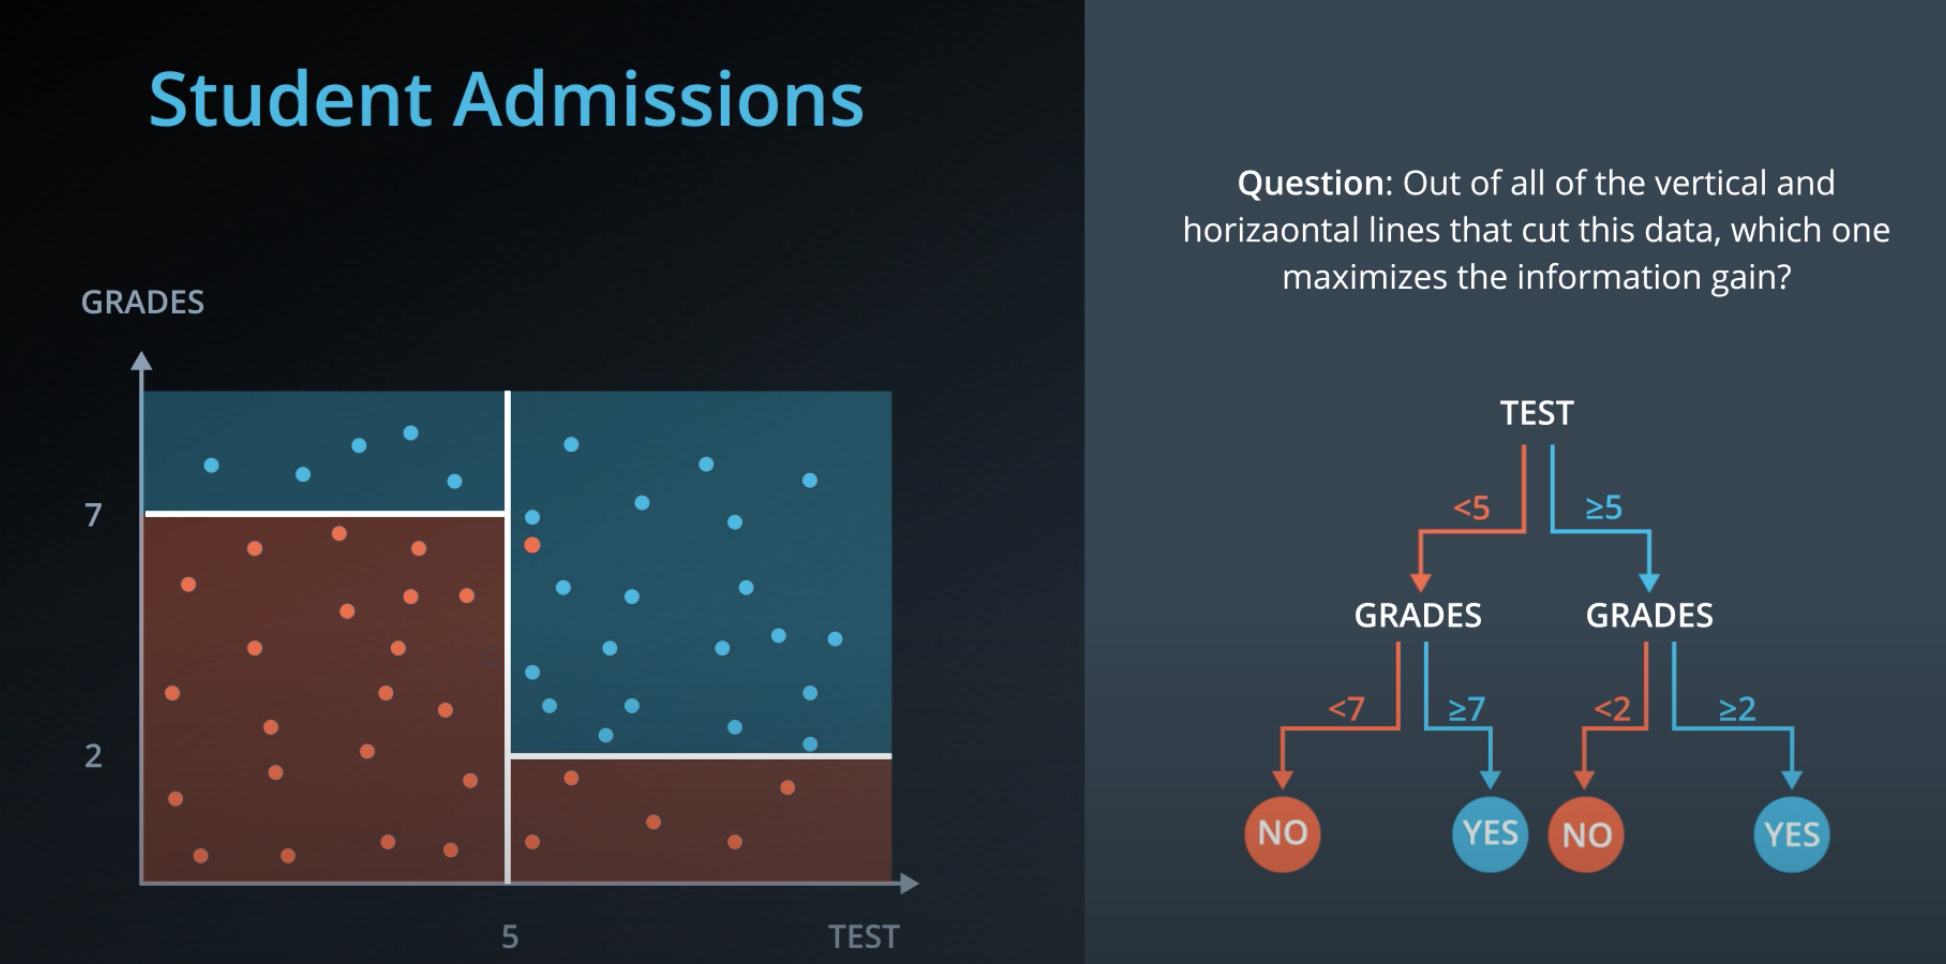 Student Admissions
GRADES
7
2
5
TEST
Question: Out of all of the vertical and
horizaontal lines that cut this data, which one
maximizes the information gain?
TEST
<5
≥5
GRADES
GRADES
<7
≥7
<2
≥2
NO
YES
NO
YES